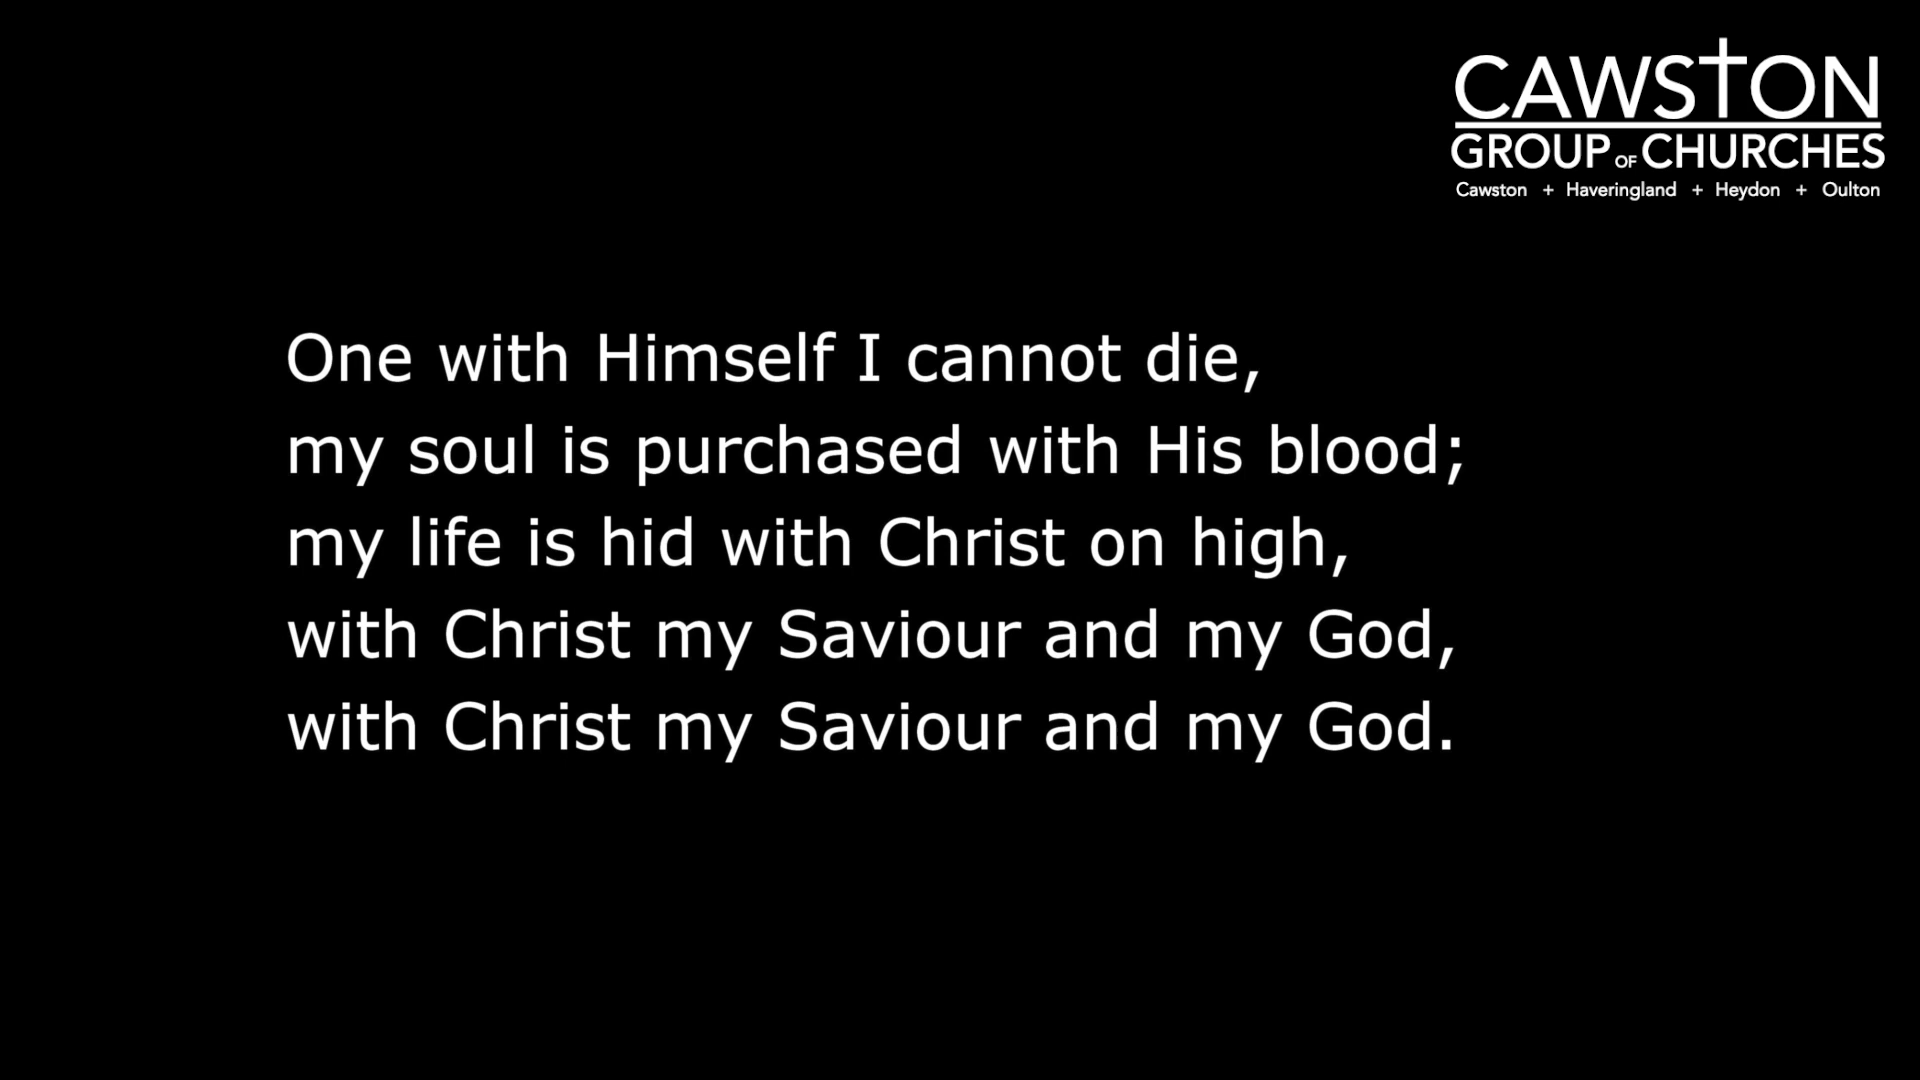 CAWSTON
GROUP OF CHURCHES
Cawston + Haveringland + Heydon + Oulton
One with Himself I cannot die,
my soul is purchased with His blood;
my life is hid with Christ on high,
with Christ my Saviour and my God,
with Christ my Saviour and my God.